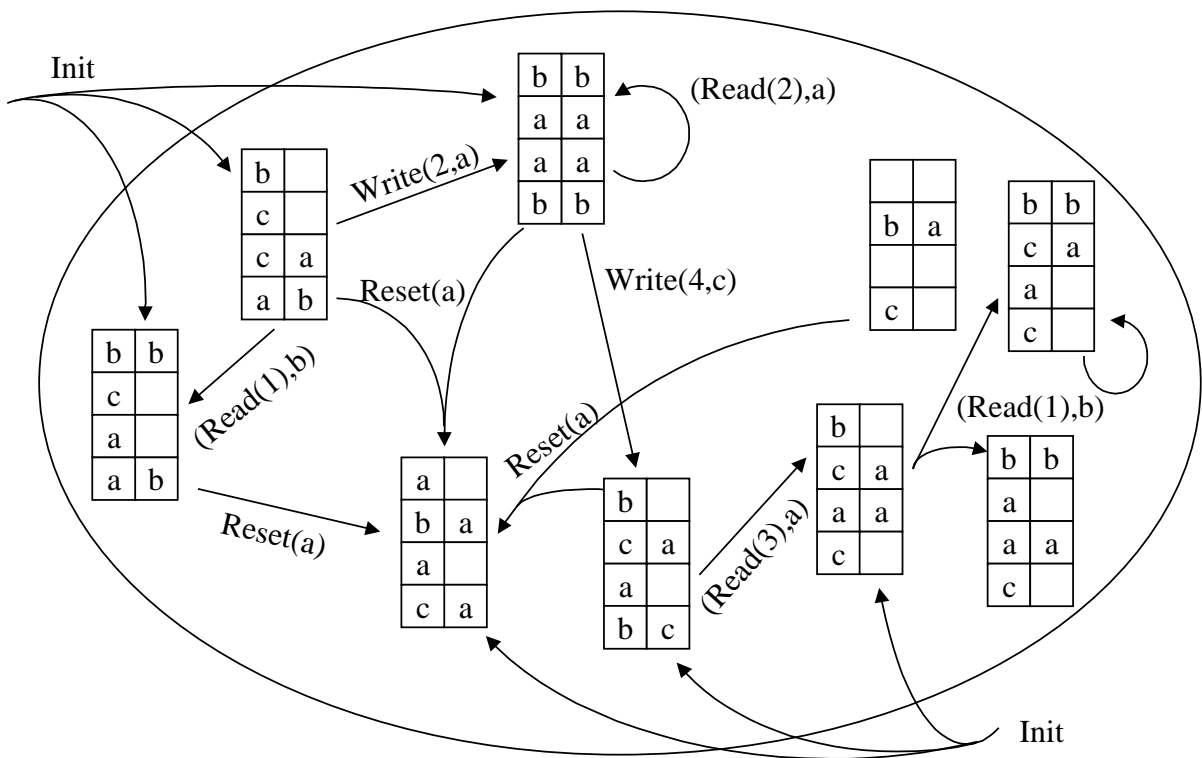 Init
b b
a a
a a
b b
(Read(2),a)
b
c
c a
a b
Write(2,a)
Reset(a)
Write(4,c)
b a
c
b b
c a
a
c
b b
c
a
a b
(Read(1),b)
Reset(a)
a
b a
a
c a
Reset(a)
b
c a
a
b c
(Read(3),a)
b
c a
a a
c
(Read(1),b)
b b
a
a a
c
Init